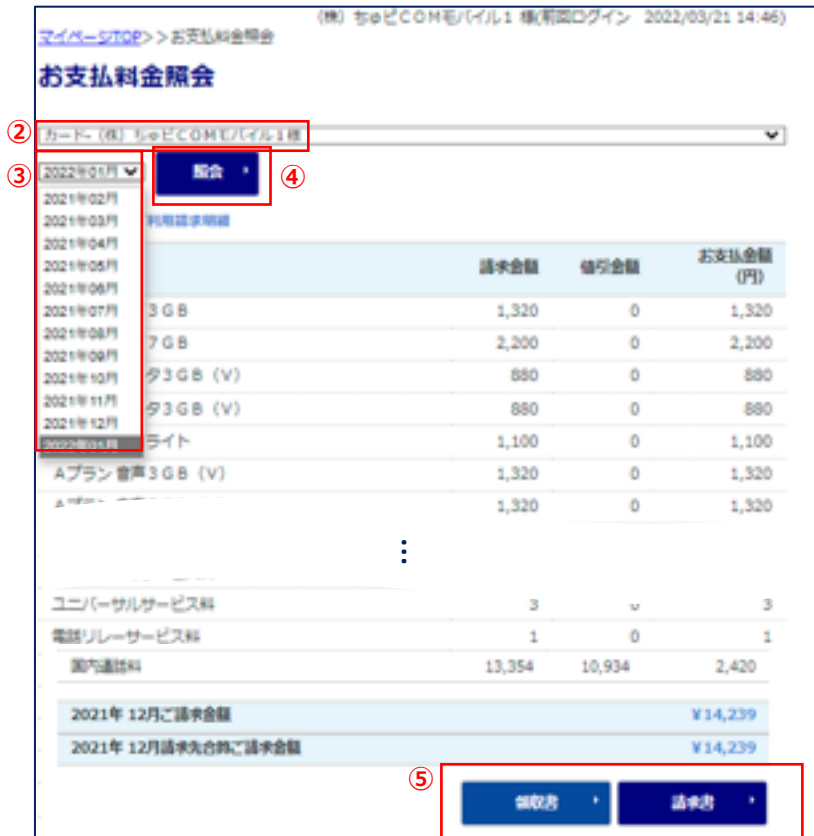 （株）ちゅピCOMモバイル1 様(前回ログイン 2022/03/21 14:46)
マイページTOP>>お支払料金照会
お支払料金照会
②
カード-（株）ちゅピCOMモバイル1様
③
2022年01月
照会
④
2021年02月
2021年03月
利用請求明細
2021年04月
2021年05月
2021年06月
2021年07月
2021年08月
2021年09月
2021年10月
2021年11月
2021年12月
2022年01月
請求金額 値引金額 お支払金額
(円)
3GB 1,320 0 1,320
7GB 2,200 0 2,200
タ3GB（V） 880 0 880
タ3GB（V） 880 0 880
ライト 1,100 0 1,100
Aプラン 音声3GB（V） 1,320 0 1,320
1,320 0 1,320
⋮
ユニバーサルサービス料 3 3
電話リレーサービス料 1 0 1
国内通話料 13,354 10,934 2,420
2021年 12月ご請求金額 ¥14,239
2021年 12月請求先合算ご請求金額 ¥14,239
⑤
領収書
請求書